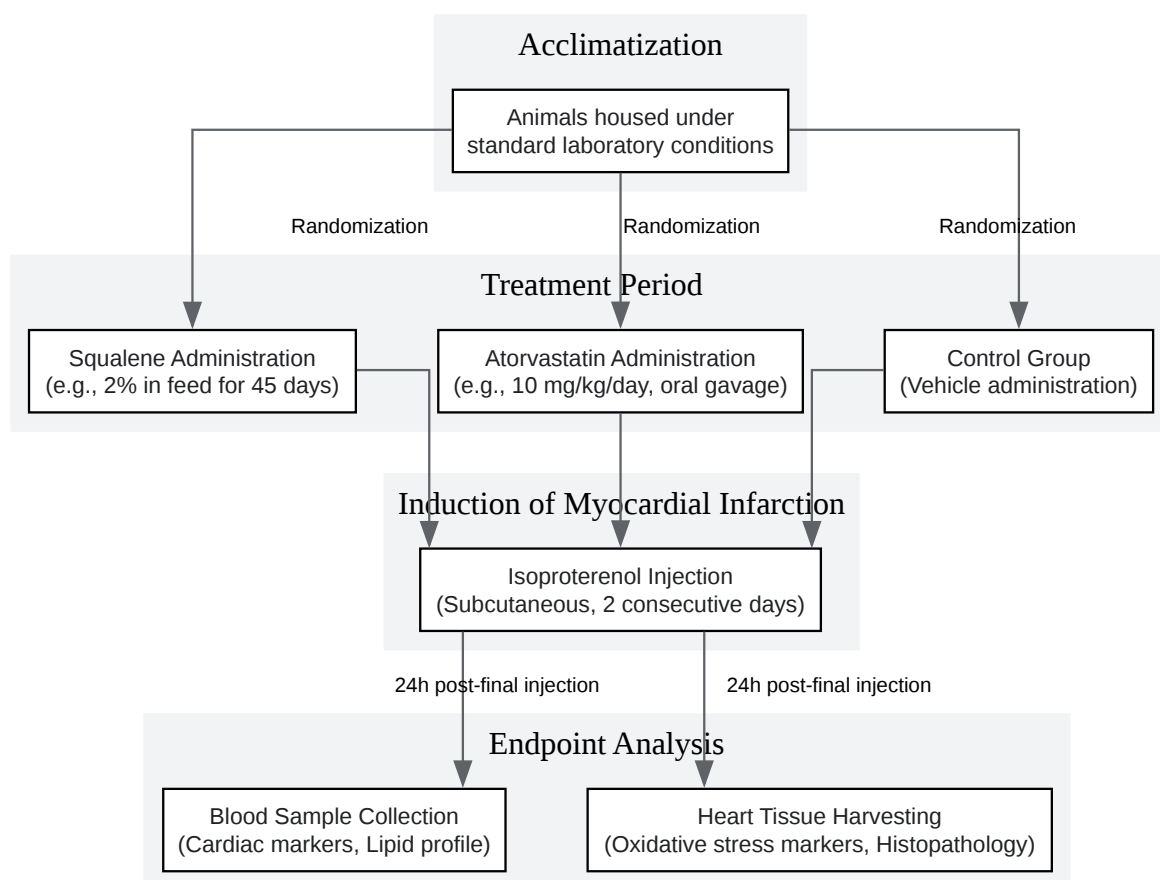 Acclimatization
Animals housed under
standard laboratory conditions
Randomization
Randomization
Randomization
Treatment Period
Squalene Administration
(e.g., 2% in feed for 45 days)
Atorvastatin Administration
(e.g., 10 mg/kg/day, oral gavage)
Control Group
(Vehicle administration)
Induction of Myocardial Infarction
Isoproterenol Injection
(Subcutaneous, 2 consecutive days)
24h post-final injection
24h post-final injection
Endpoint Analysis
Blood Sample Collection
(Cardiac markers, Lipid profile)
Heart Tissue Harvesting
(Oxidative stress markers, Histopathology)